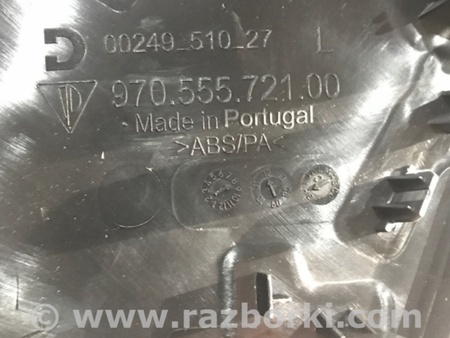 00249_510_27 L
970.555.721.00
Made in Portugal
>ABS/PA<
www.razborki.com